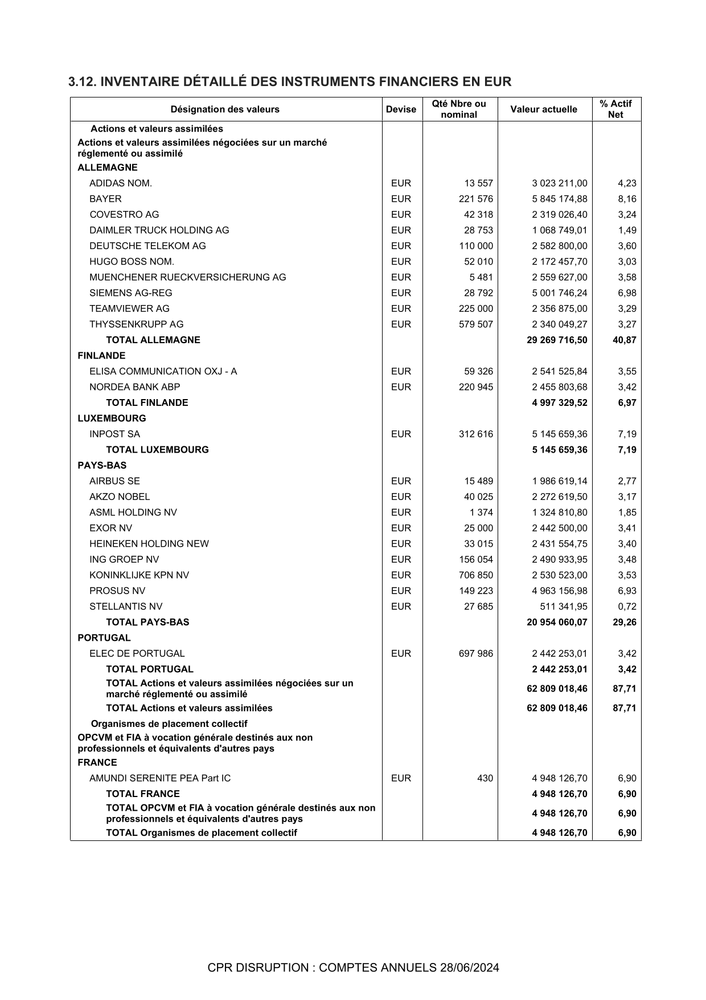 3.12. INVENTAIRE DÉTAILLÉ DES INSTRUMENTS FINANCIERS EN EUR
Désignation des valeurs Devise Qté Nbre ou nominal Valeur actuelle % Actif Net
Actions et valeurs assimilées
Actions et valeurs assimilées négociées sur un marché
réglementé ou assimilé
ALLEMAGNE
ADIDAS NOM. EUR 13 557 3 023 211,00 4,23
BAYER EUR 221 576 5 845 174,88 8,16
COVESTRO AG EUR 42 318 2 319 026,40 3,24
DAIMLER TRUCK HOLDING AG EUR 28 753 1 068 749,01 1,49
DEUTSCHE TELEKOM AG EUR 110 000 2 582 800,00 3,60
HUGO BOSS NOM. EUR 52 010 2 172 457,70 3,03
MUENCHENER RUECKVERSICHERUNG AG EUR 5 481 2 559 627,00 3,58
SIEMENS AG-REG EUR 28 792 5 001 746,24 6,98
TEAMVIEWER AG EUR 225 000 2 356 875,00 3,29
THYSSENKRUPP AG EUR 579 507 2 340 049,27 3,27
TOTAL ALLEMAGNE 29 269 716,50 40,87
FINLANDE
ELISA COMMUNICATION OXJ - A EUR 59 326 2 541 525,84 3,55
NORDEA BANK ABP EUR 220 945 2 455 803,68 3,42
TOTAL FINLANDE 4 997 329,52 6,97
LUXEMBOURG
INPOST SA EUR 312 616 5 145 659,36 7,19
TOTAL LUXEMBOURG 5 145 659,36 7,19
PAYS-BAS
AIRBUS SE EUR 15 489 1 986 619,14 2,77
AKZO NOBEL EUR 40 025 2 272 619,50 3,17
ASML HOLDING NV EUR 1 374 1 324 810,80 1,85
EXOR NV EUR 25 000 2 442 500,00 3,41
HEINEKEN HOLDING NEW EUR 33 015 2 431 554,75 3,40
ING GROEP NV EUR 156 054 2 490 933,95 3,48
KONINKLIJKE KPN NV EUR 706 850 2 530 523,00 3,53
PROSUS NV EUR 149 223 4 963 156,98 6,93
STELLANTIS NV EUR 27 685 511 341,95 0,72
TOTAL PAYS-BAS 20 954 060,07 29,26
PORTUGAL
ELEC DE PORTUGAL EUR 697 986 2 442 253,01 3,42
TOTAL PORTUGAL 2 442 253,01 3,42
TOTAL Actions et valeurs assimilées négociées sur un
marché réglementé ou assimilé 62 809 018,46 87,71
TOTAL Actions et valeurs assimilées 62 809 018,46 87,71
Organismes de placement collectif
OPCVM et FIA à vocation générale destinés aux non
professionnels et équivalents d'autres pays
FRANCE
AMUNDI SERENITE PEA Part IC EUR 430 4 948 126,70 6,90
TOTAL FRANCE 4 948 126,70 6,90
TOTAL OPCVM et FIA à vocation générale destinés aux non
professionnels et équivalents d'autres pays 4 948 126,70 6,90
TOTAL Organismes de placement collectif 4 948 126,70 6,90
CPR DISRUPTION : COMPTES ANNUELS 28/06/2024